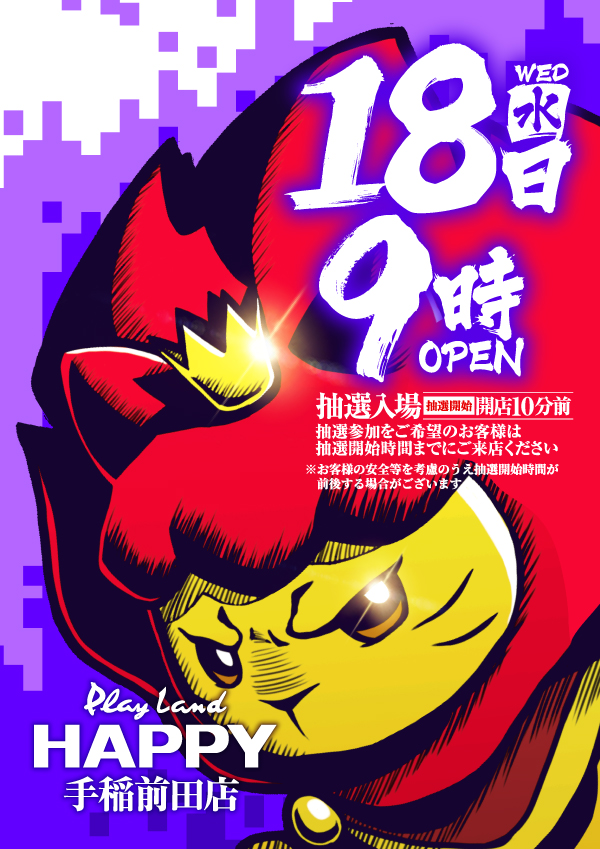 18日
WED
水
9時
OPEN
抽選入場 抽選開始 開店10分前
抽選参加をご希望のお客様は
抽選開始時間までにご来店ください
※お客様の安全等を考慮のうえ抽選開始時間が
前後する場合がございます
Play Land
HAPPY
手稲前田店